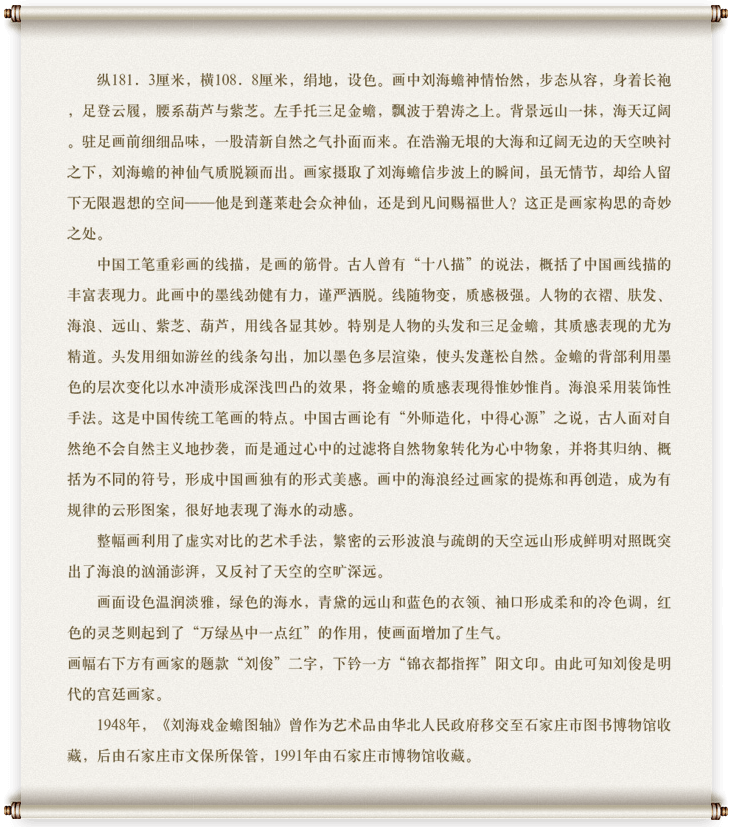 纵181．3厘米，横108．8厘米，绢地，设色。画中刘海蟾神情怡然，步态从容，身着长袍
，足登云履，腰系葫芦与紫芝。左手托三足金蟾，飘波于碧涛之上。背景远山一抹，海天辽阔
。驻足画前细细品味，一股清新自然之气扑面而来。在浩瀚无垠的大海和辽阔无边的天空映衬
之下，刘海蟾的神仙气质脱颖而出。画家摄取了刘海蟾信步波上的瞬间，虽无情节，却给人留
下无限遐想的空间——他是到蓬莱赴会众神仙，还是到凡间赐福世人？这正是画家构思的奇妙
之处。
中国工笔重彩画的线描，是画的筋骨。古人曾有“十八描”的说法，概括了中国画线描的
丰富表现力。此画中的墨线劲健有力，谨严洒脱。线随物变，质感极强。人物的衣褶、肤发、
海浪、远山、紫芝、葫芦，用线各显其妙。特别是人物的头发和三足金蟾，其质感表现的尤为
精道。头发用细如游丝的线条勾出，加以墨色多层渲染，使头发蓬松自然。金蟾的背部利用墨
色的层次变化以水冲渍形成深浅凹凸的效果，将金蟾的质感表现得惟妙惟肖。海浪采用装饰性
手法。这是中国传统工笔画的特点。中国古画论有“外师造化，中得心源”之说，古人面对自
然绝不会自然主义地抄袭，而是通过心中的过滤将自然物象转化为心中物象，并将其归纳、概
括为不同的符号，形成中国画独有的形式美感。画中的海浪经过画家的提炼和再创造，成为有
规律的云形图案，很好地表现了海水的动感。
整幅画利用了虚实对比的艺术手法，繁密的云形波浪与疏朗的天空远山形成鲜明对照既突
出了海浪的汹涌澎湃，又反衬了天空的空旷深远。
画面设色温润淡雅，绿色的海水，青黛的远山和蓝色的衣领、袖口形成柔和的冷色调，红
色的灵芝则起到了“万绿丛中一点红”的作用，使画面增加了生气。
画幅右下方有画家的题款“刘俊”二字，下钤一方“锦衣都指挥”阳文印。由此可知刘俊是明
代的宫廷画家。
1948年，《刘海戏金蟾图轴》曾作为艺术品由华北人民政府移交至石家庄市图书博物馆收
藏，后由石家庄市文保所保管，1991年由石家庄市博物馆收藏。